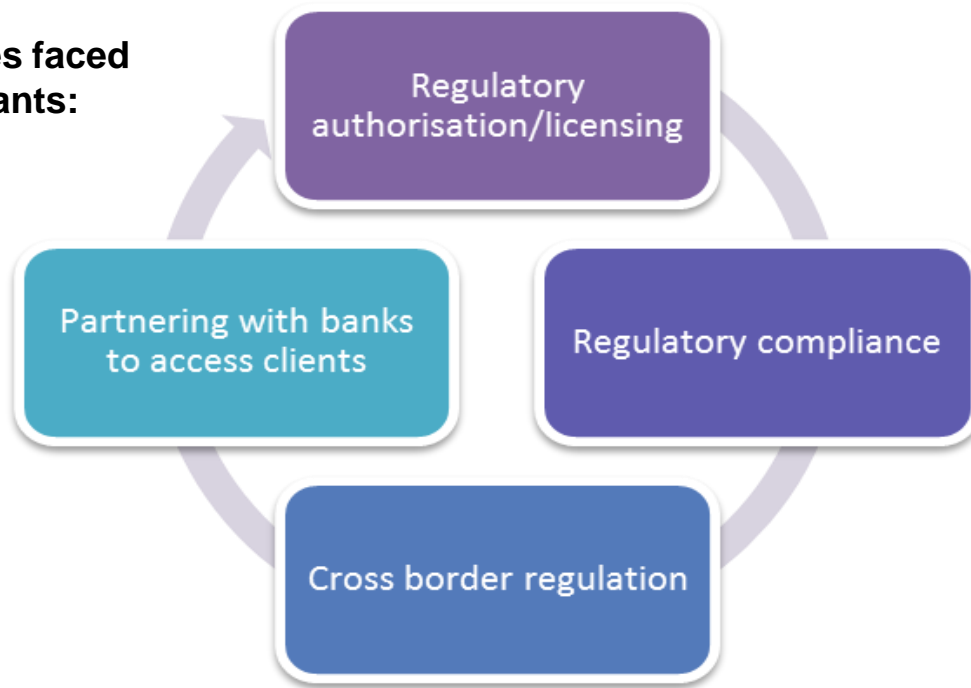 es faced
ants:
Regulatory
authorisation/licensing
Partnering with banks
to access clients
Regulatory compliance
Cross border regulation